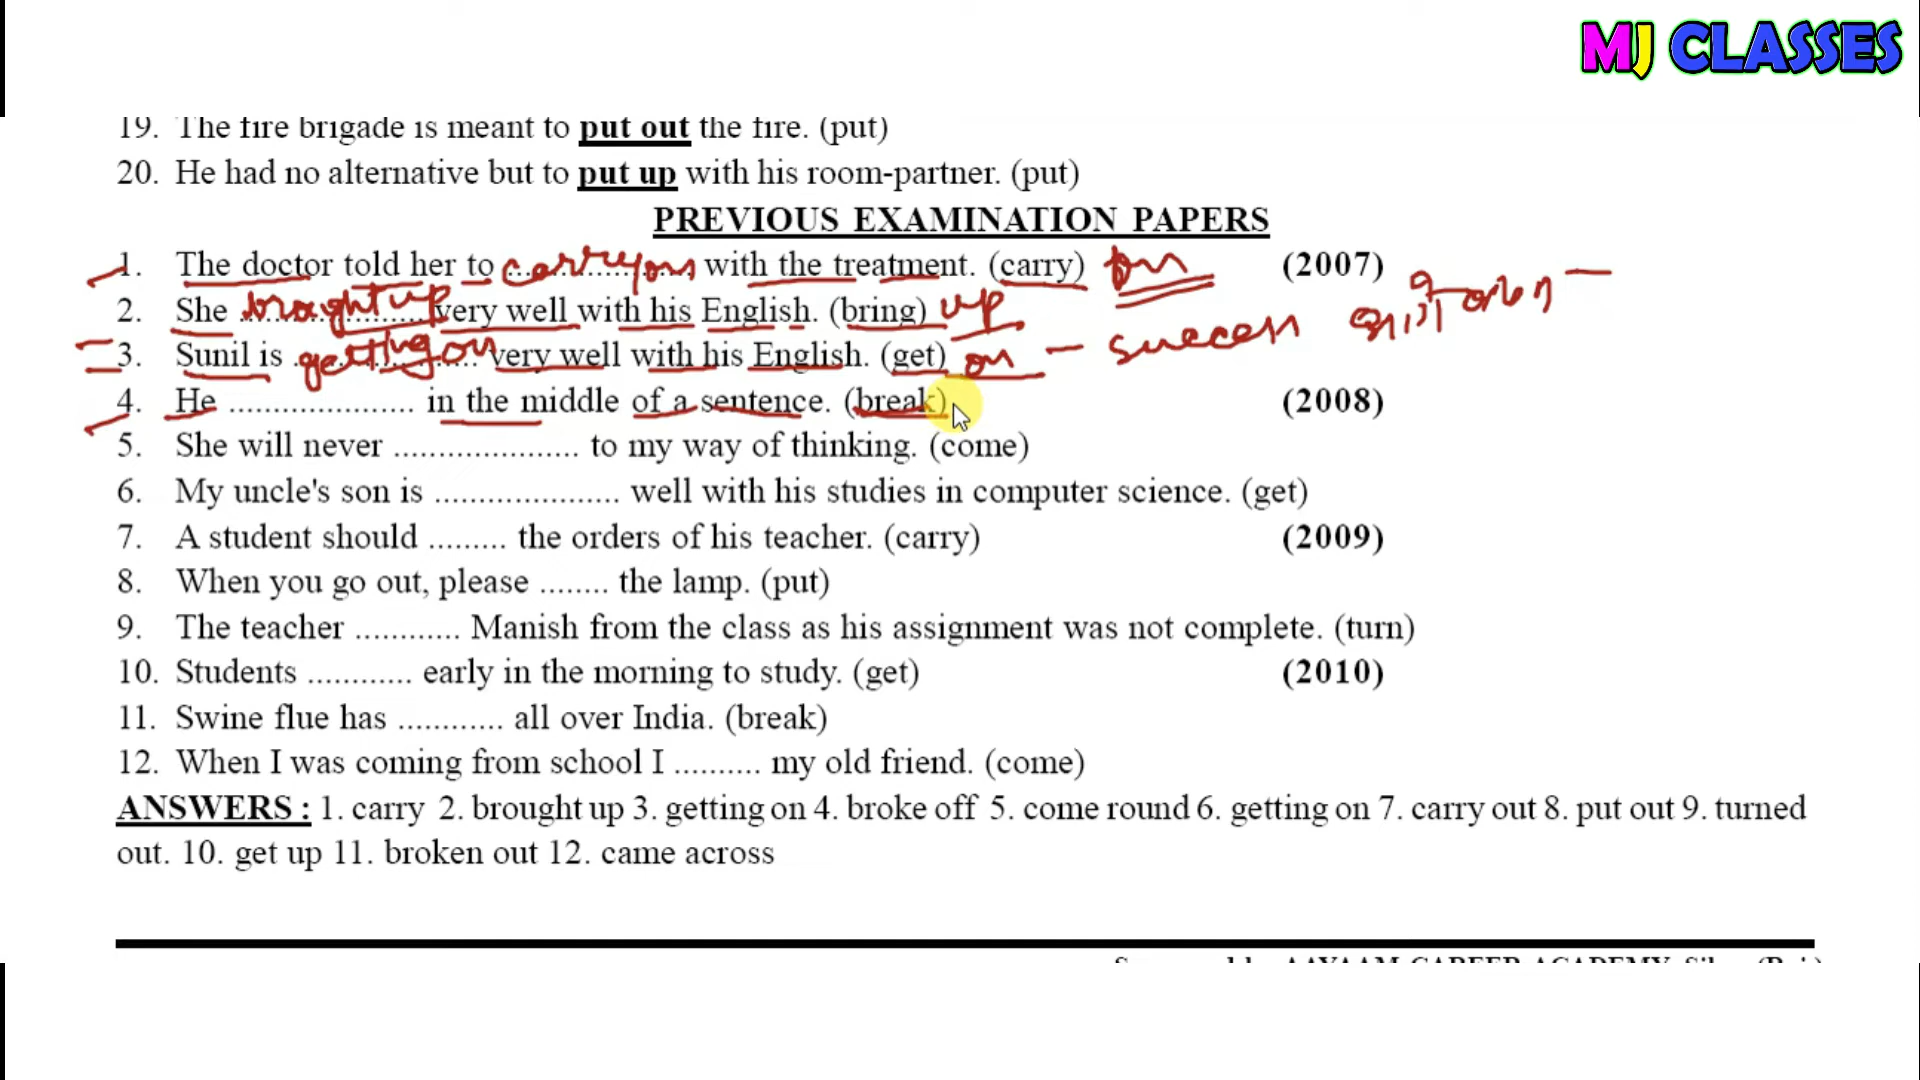 MJ CLASSES
19. The fire brigade is meant to put out the fire. (put)
20. He had no alternative but to put up with his room-partner. (put)
PREVIOUS EXAMINATION PAPERS
1. The doctor told her to carry on with the treatment. (carry) on (2007)
2. She brought up very well with his English. (bring) up
3. Sunil is getting on very well with his English. (get) on – success
4. He ..................... in the middle of a sentence. (break) (2008)
5. She will never ..................... to my way of thinking. (come)
6. My uncle's son is ..................... well with his studies in computer science. (get)
7. A student should ......... the orders of his teacher. (carry) (2009)
8. When you go out, please ........ the lamp. (put)
9. The teacher ............ Manish from the class as his assignment was not complete. (turn)
10. Students ............ early in the morning to study. (get) (2010)
11. Swine flue has ............ all over India. (break)
12. When I was coming from school I .......... my old friend. (come)
ANSWERS : 1. carry 2. brought up 3. getting on 4. broke off 5. come round 6. getting on 7. carry out 8. put out 9. turned
out. 10. get up 11. broken out 12. came across